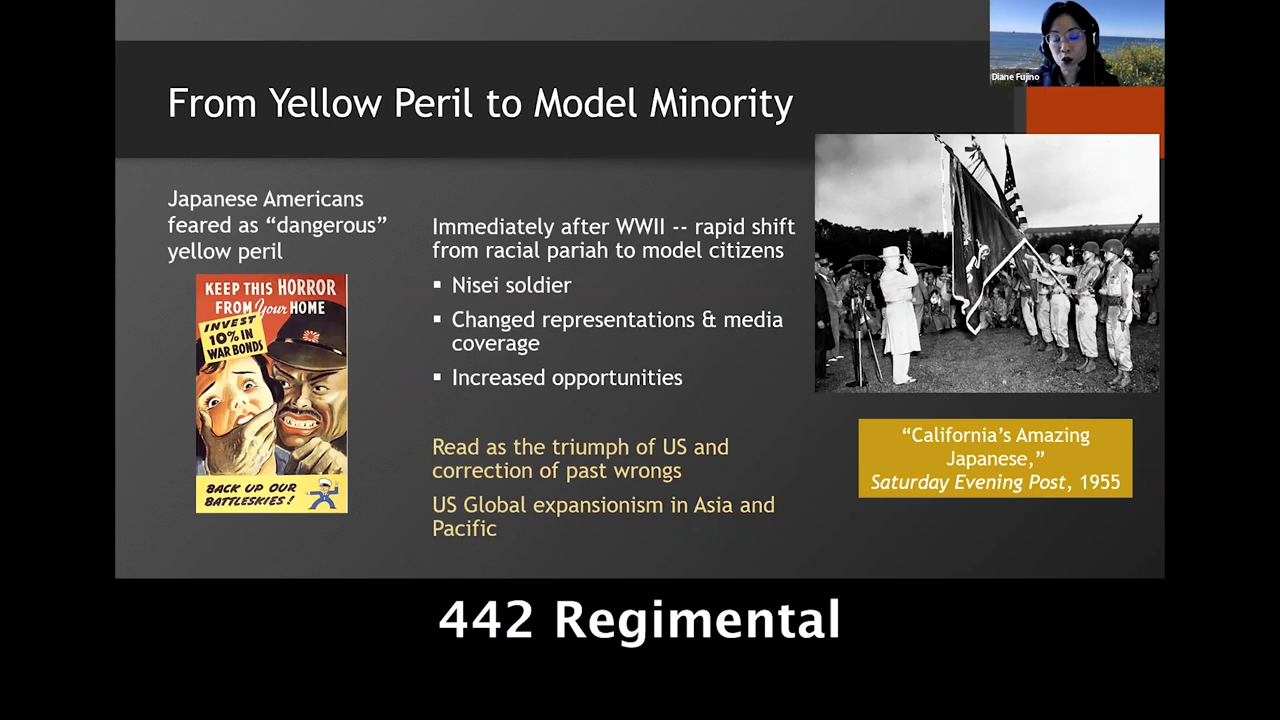 Diane Fujino
From Yellow Peril to Model Minority
Japanese Americans
feared as “dangerous”
yellow peril
KEEP THIS HORROR
FROM Your HOME
INVEST
10% IN
WAR BONDS
BACK UP OUR
BATTLESKIES!
Immediately after WWII -- rapid shift
from racial pariah to model citizens
▪ Nisei soldier
▪ Changed representations & media
coverage
▪ Increased opportunities
Read as the triumph of US and
correction of past wrongs
US Global expansionism in Asia and
Pacific
“California’s Amazing
Japanese,”
Saturday Evening Post, 1955
442 Regimental